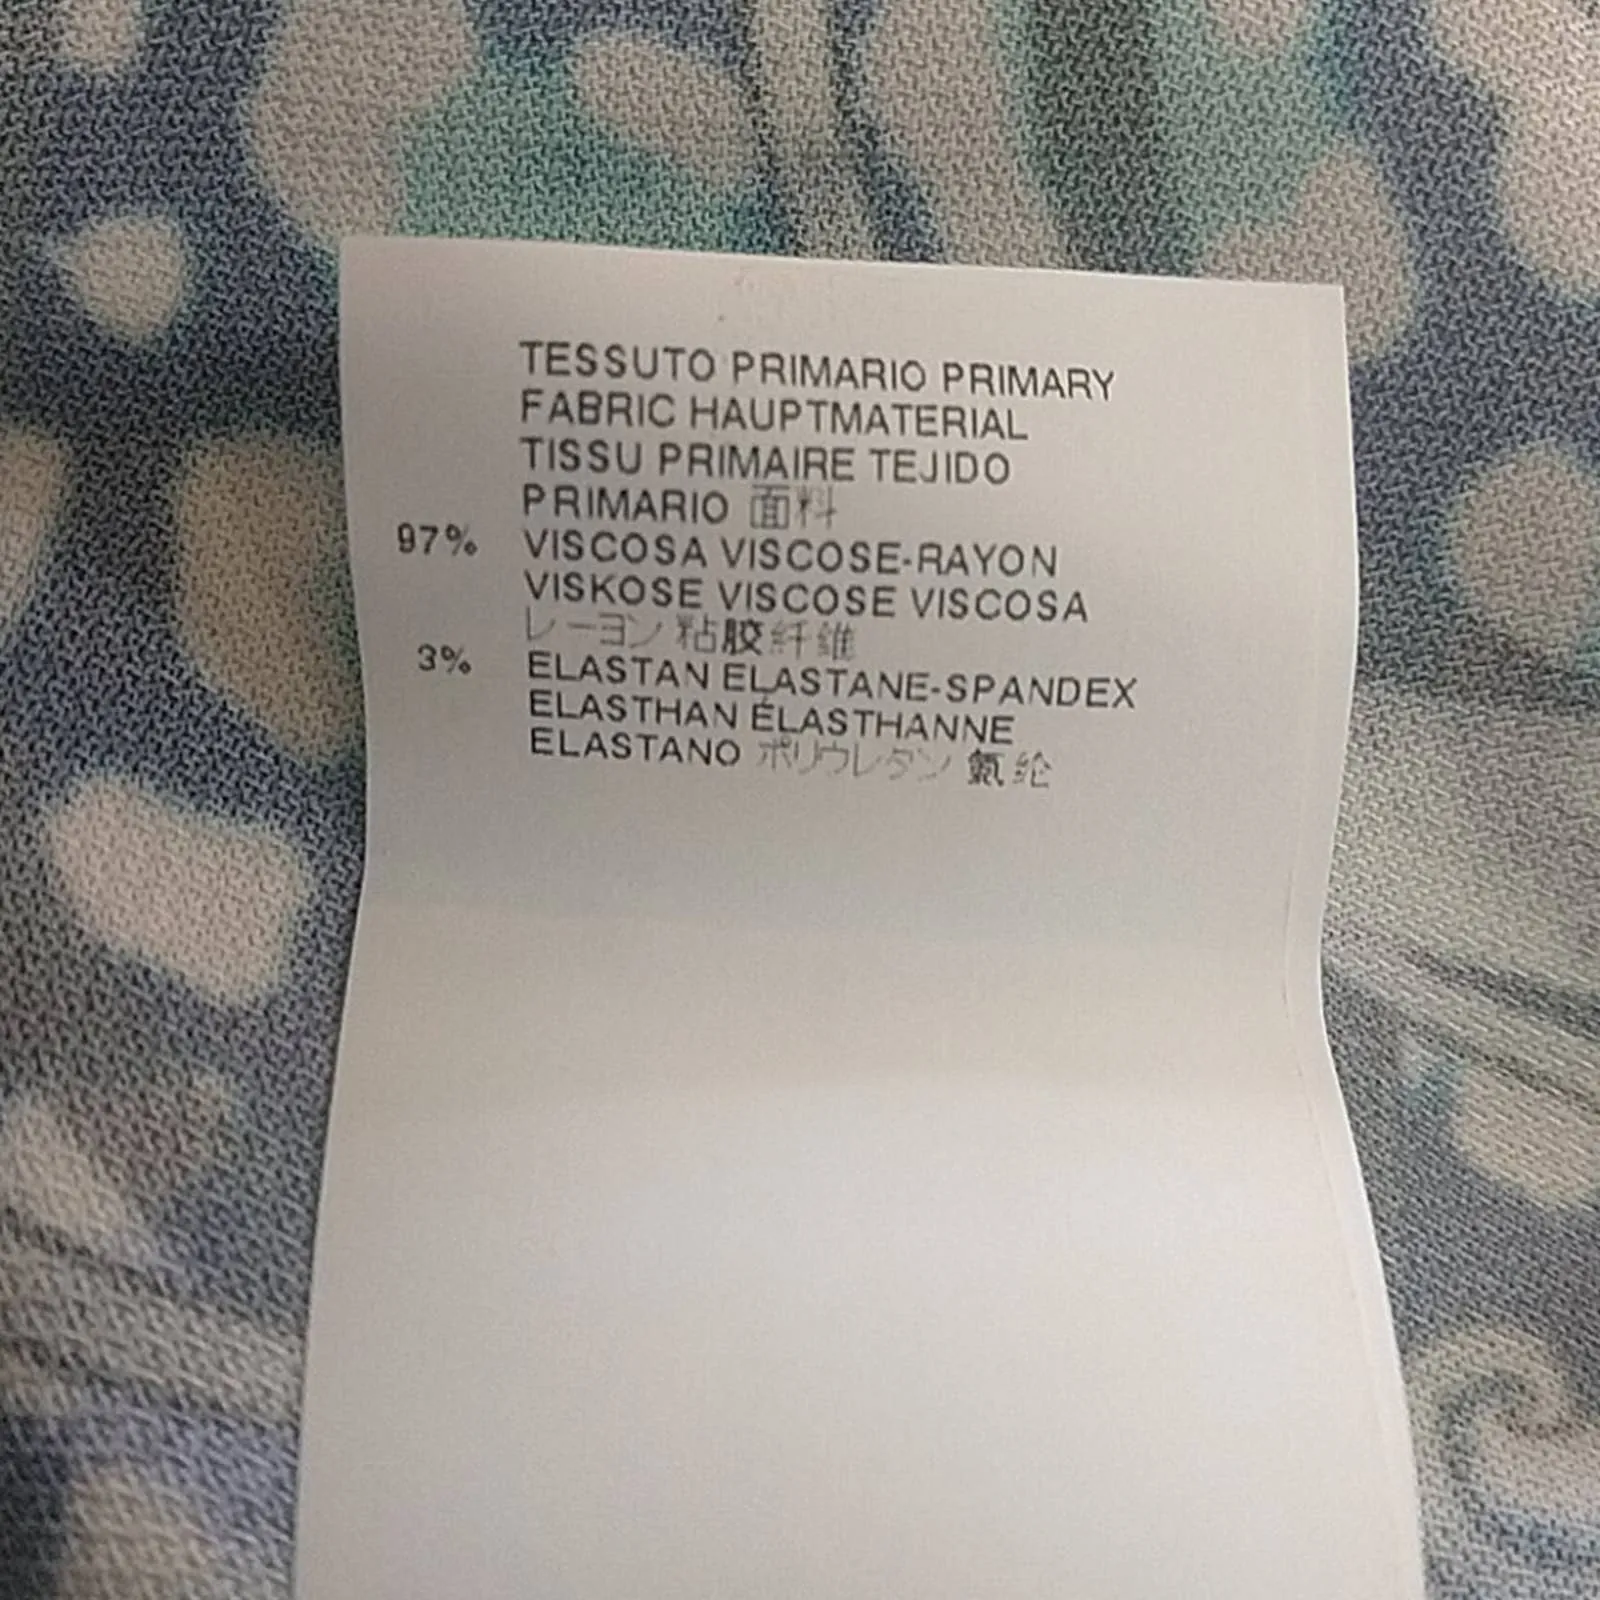 TESSUTO PRIMARIO PRIMARY
FABRIC HAUPTMATERIAL
TISSU PRIMAIRE TEJIDO
PRIMARIO 面料
97% VISCOSA VISCOSE-RAYON
VISKOSE VISCOSE VISCOSA
レーヨン 粘胶纤维
3% ELASTAN ELASTANE-SPANDEX
ELASTHAN ÉLASTHANNE
ELASTANO ポリウレタン 氨纶